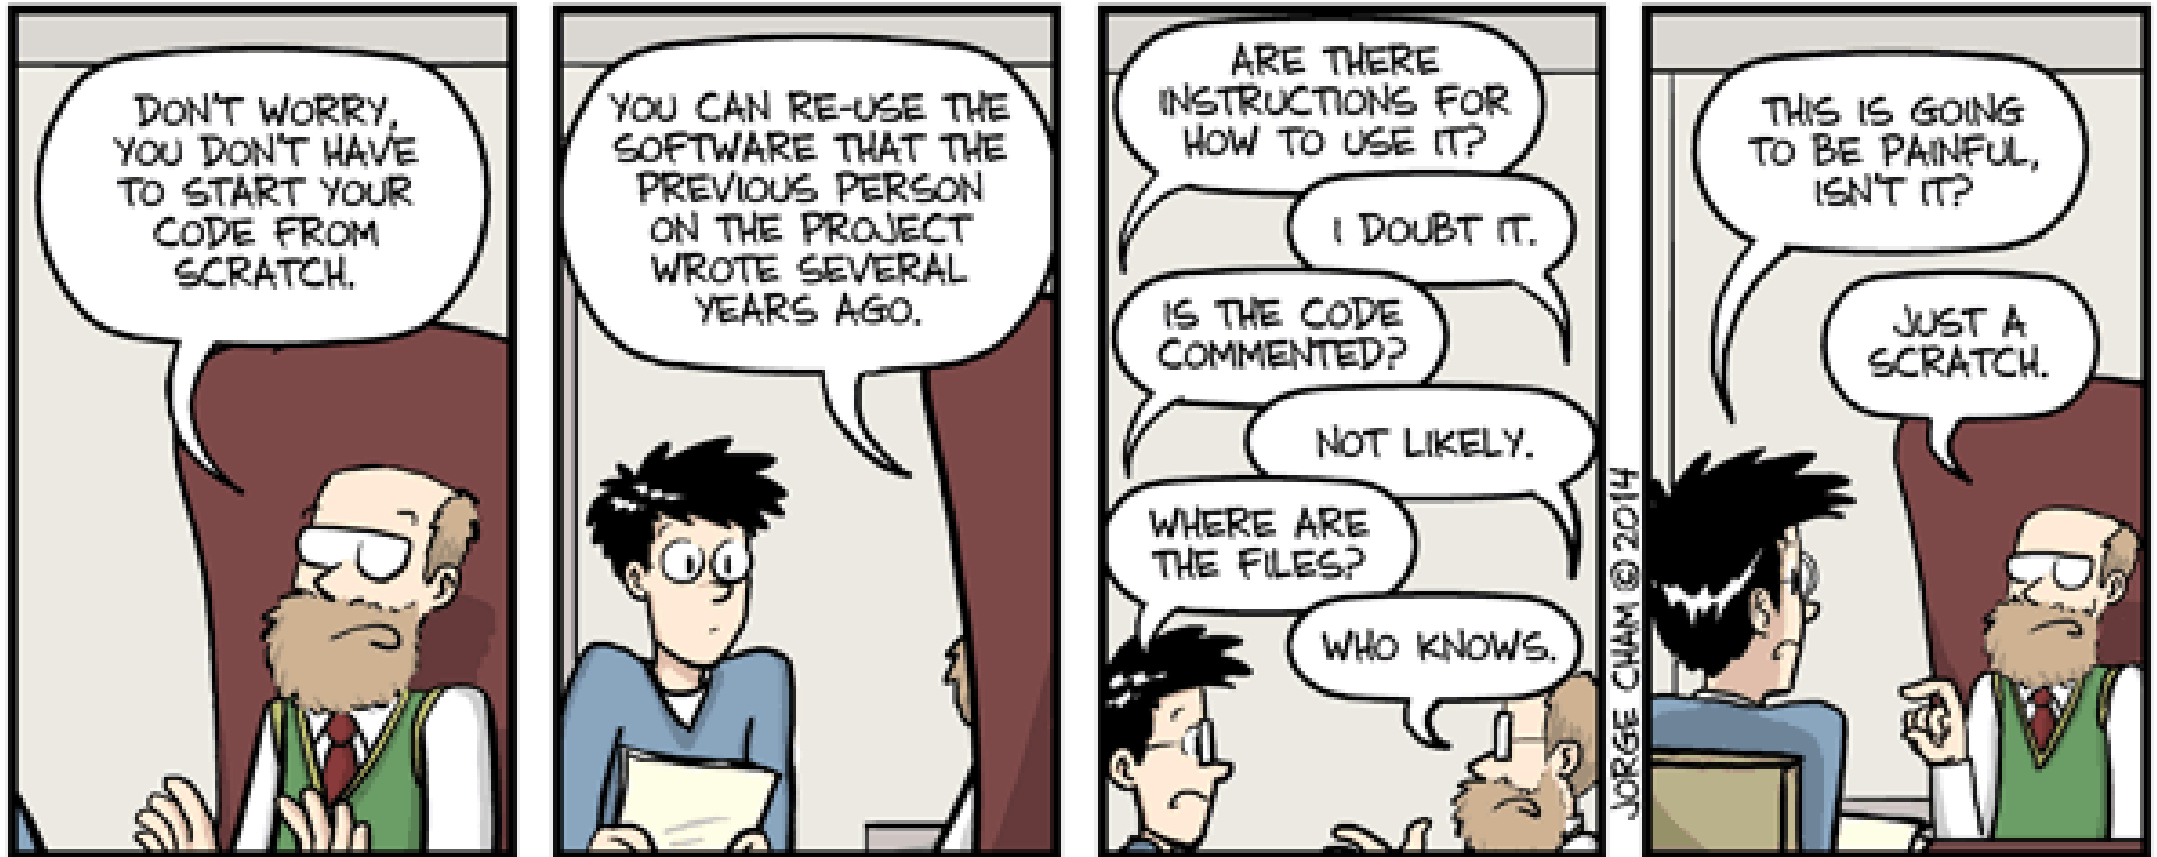 DON'T WORRY,
YOU DON'T HAVE
TO START YOUR
CODE FROM
SCRATCH.
YOU CAN RE-USE THE
SOFTWARE THAT THE
PREVIOUS PERSON
ON THE PROJECT
WROTE SEVERAL
YEARS AGO.
ARE THERE
INSTRUCTIONS FOR
HOW TO USE IT?
I DOUBT IT.
IS THE CODE
COMMENTED?
NOT LIKELY.
WHERE ARE
THE FILES?
WHO KNOWS.
JORGE CHAM © 2014
THIS IS GOING
TO BE PAINFUL,
ISN'T IT?
JUST A
SCRATCH.